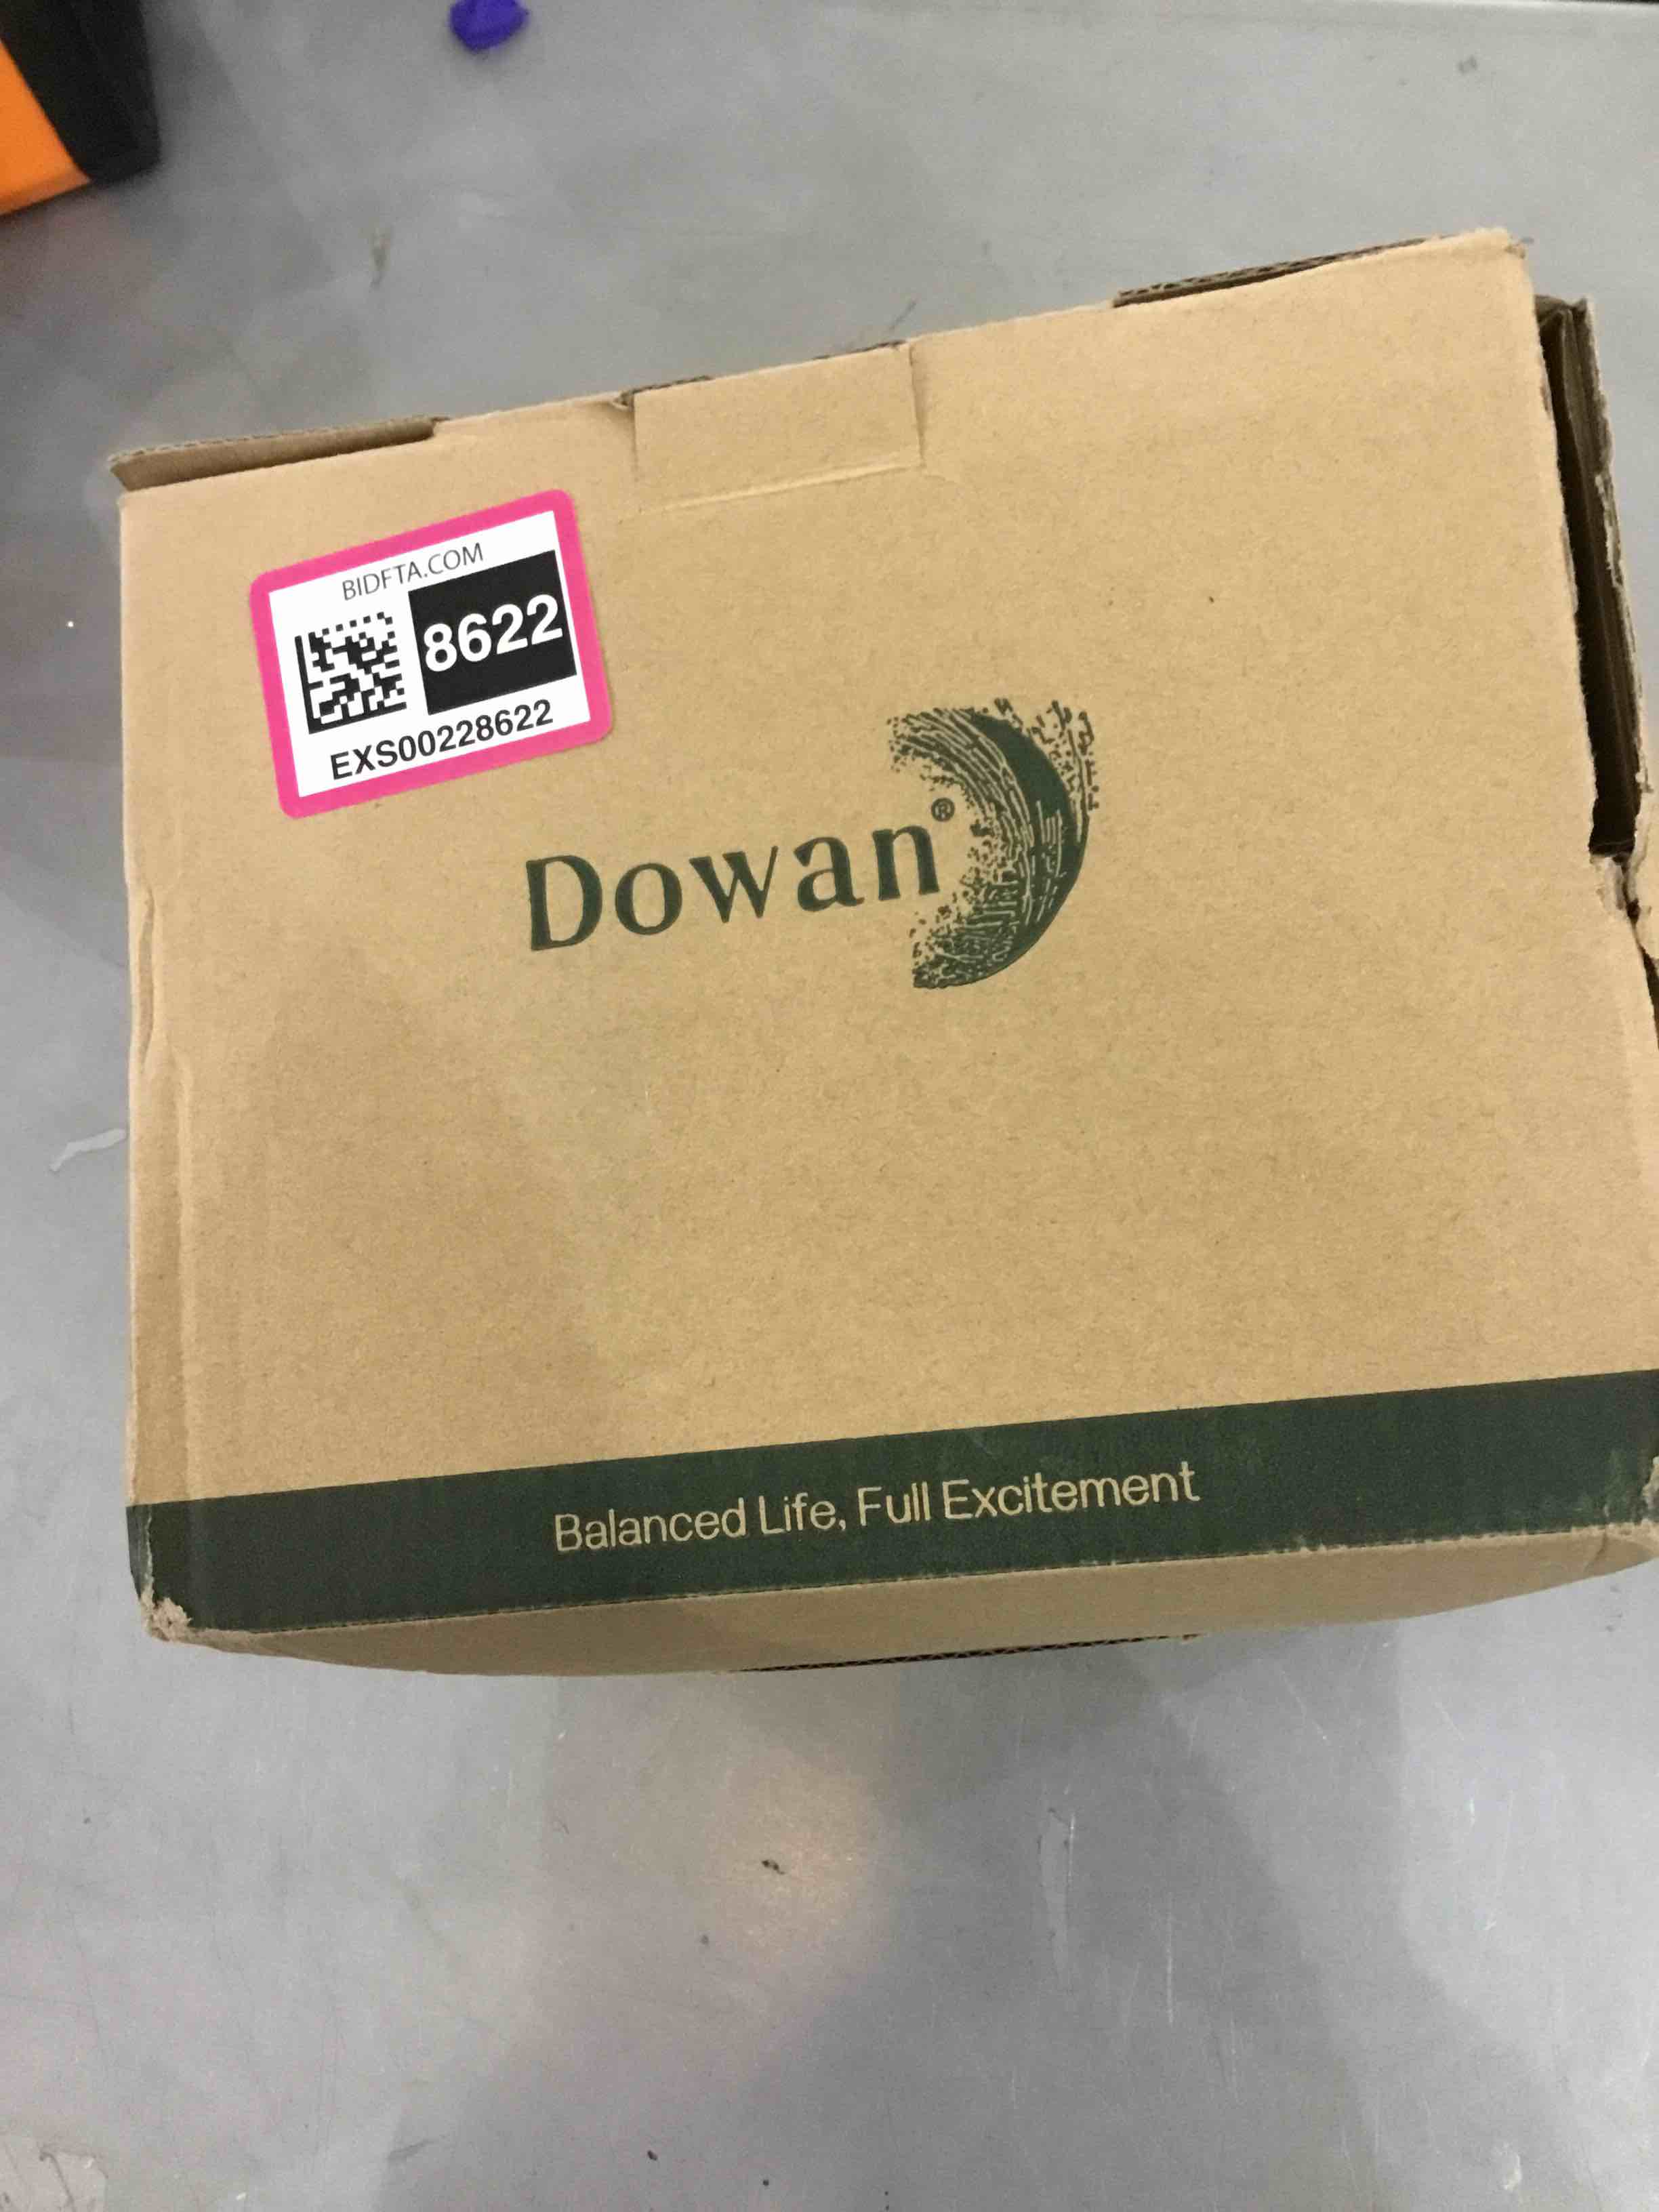 BIDFTA.COM
8622
EXS00228622
Dowan®
Balanced Life, Full Excitement